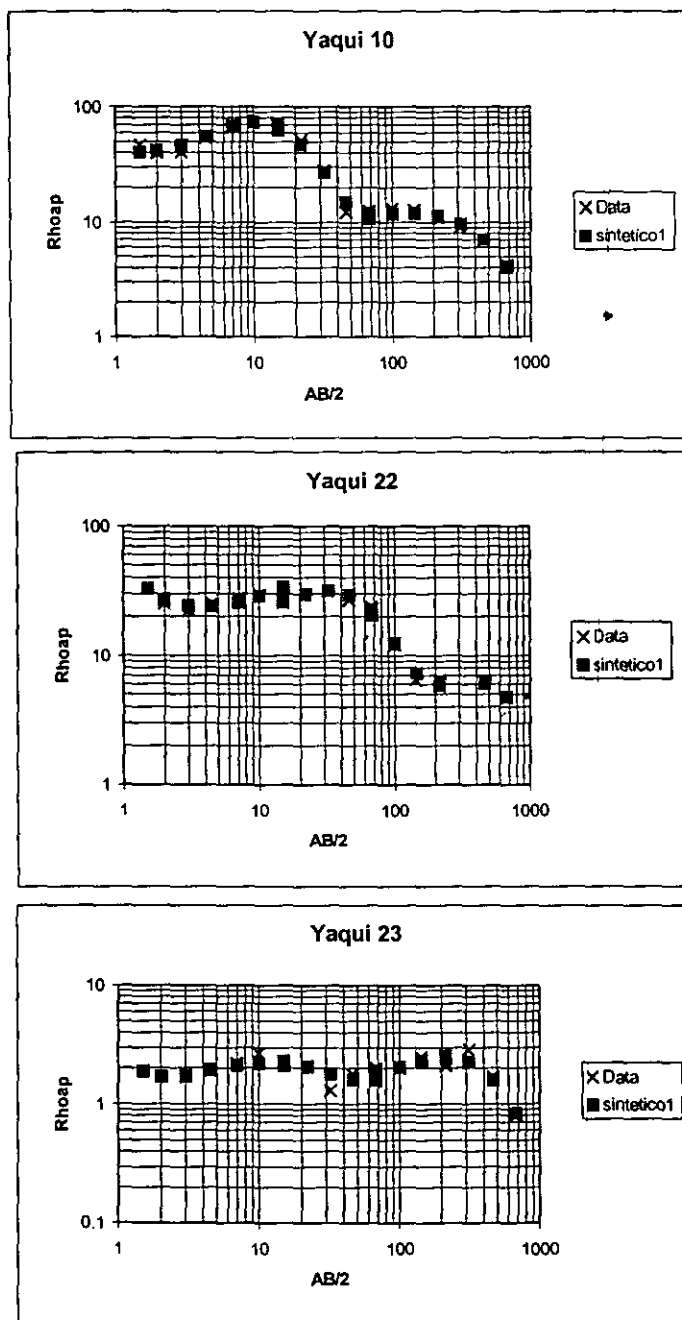 Yaqui 10
100
10
1
Rhoap
1 10 100 1000
AB/2
Data
sintetico1
Yaqui 22
100
10
1
Rhoap
1 10 100 1000
AB/2
Data
sintetico1
Yaqui 23
10
1
0.1
Rhoap
1 10 100 1000
AB/2
Data
sintetico1